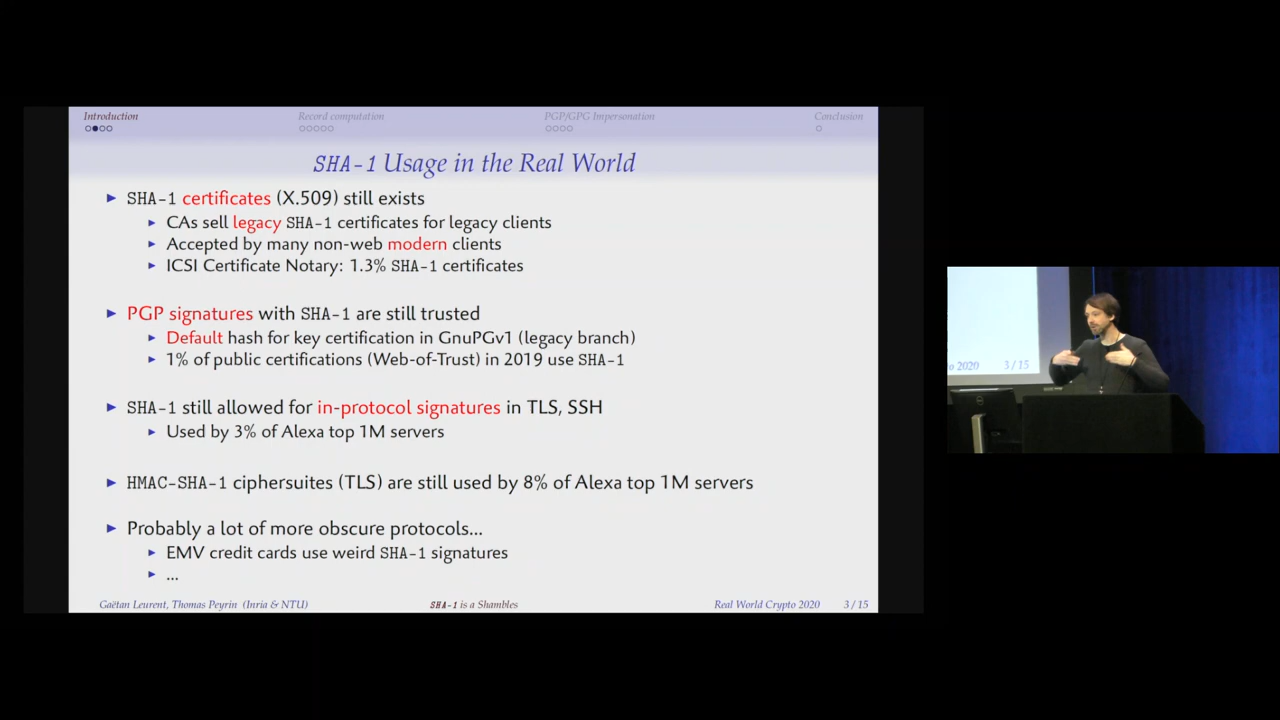 Introduction
Record computation
PGP/GPG Impersonation
Conclusion
SHA-1 Usage in the Real World
SHA-1 certificates (X.509) still exists
CAs sell legacy SHA-1 certificates for legacy clients
Accepted by many non-web modern clients
ICSI Certificate Notary: 1.3% SHA-1 certificates
PGP signatures with SHA-1 are still trusted
Default hash for key certification in GnuPGv1 (legacy branch)
1% of public certifications (Web-of-Trust) in 2019 use SHA-1
SHA-1 still allowed for in-protocol signatures in TLS, SSH
Used by 3% of Alexa top 1M servers
HMAC-SHA-1 ciphersuites (TLS) are still used by 8% of Alexa top 1M servers
Probably a lot of more obscure protocols...
EMV credit cards use weird SHA-1 signatures
...
Gaëtan Leurent, Thomas Peyrin (Inria & NTU)
SHA-1 is a Shambles
Real World Crypto 2020 3 / 15
o 2020 3 / 15